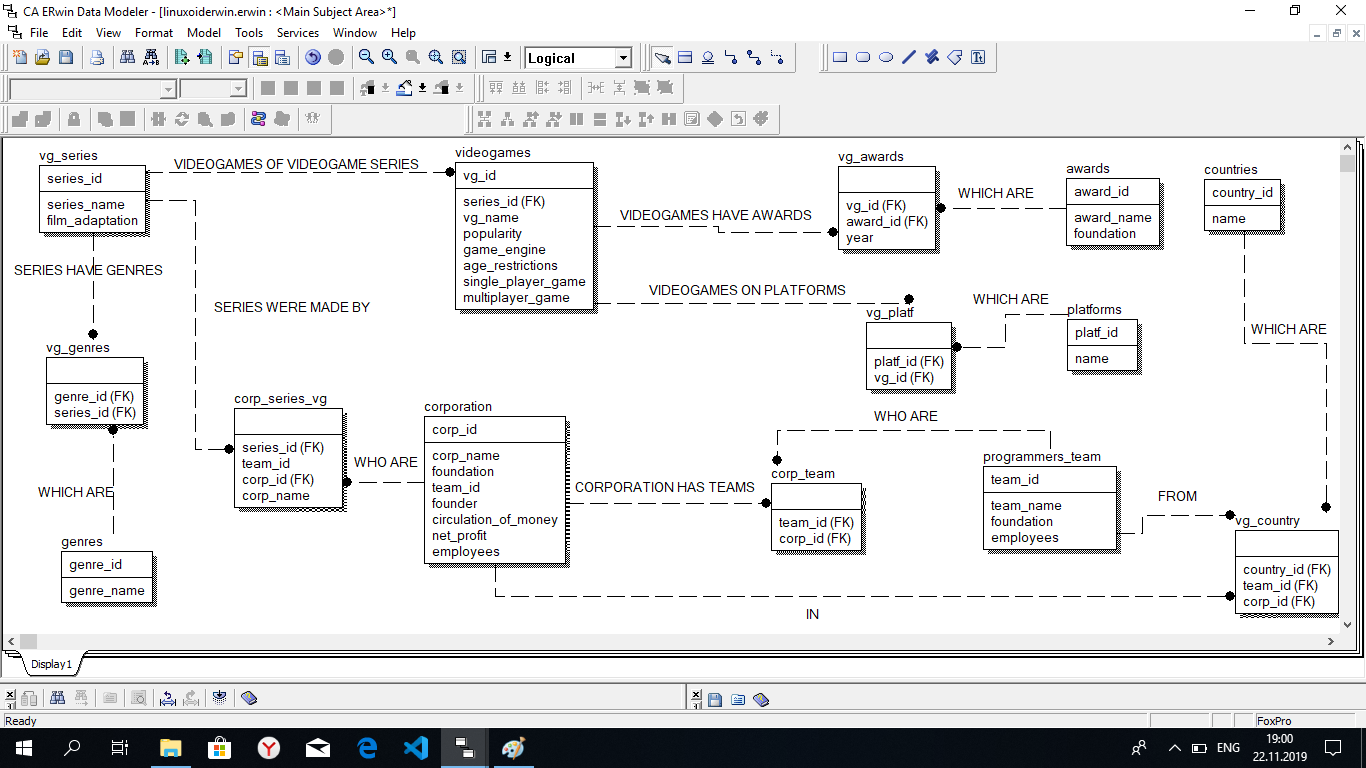 CA ERwin Data Modeler - [linuxoiderwin.erwin : <Main Subject Area>*]
File Edit View Format Model Tools Services Window Help
Logical
vg_series
series_id
series_name
film_adaptation
VIDEOGAMES OF VIDEOGAME SERIES
videogames
vg_id
series_id (FK)
vg_name
popularity
game_engine
age_restrictions
single_player_game
multiplayer_game
VIDEOGAMES HAVE AWARDS
vg_awards
vg_id (FK)
award_id (FK)
year
WHICH ARE
awards
award_id
award_name
foundation
countries
country_id
name
SERIES HAVE GENRES
SERIES WERE MADE BY
VIDEOGAMES ON PLATFORMS
vg_platf
platf_id (FK)
vg_id (FK)
WHICH ARE
platforms
platf_id
name
WHICH ARE
vg_genres
genre_id (FK)
series_id (FK)
WHICH ARE
genres
genre_id
genre_name
corp_series_vg
series_id (FK)
team_id
corp_id (FK)
corp_name
WHO ARE
corporation
corp_id
corp_name
foundation
team_id
founder
circulation_of_money
net_profit
employees
CORPORATION HAS TEAMS
WHO ARE
corp_team
team_id (FK)
corp_id (FK)
programmers_team
team_id
team_name
foundation
employees
FROM
vg_country
country_id (FK)
team_id (FK)
corp_id (FK)
IN
Display1
Ready
FoxPro
ENG
19:00
22.11.2019